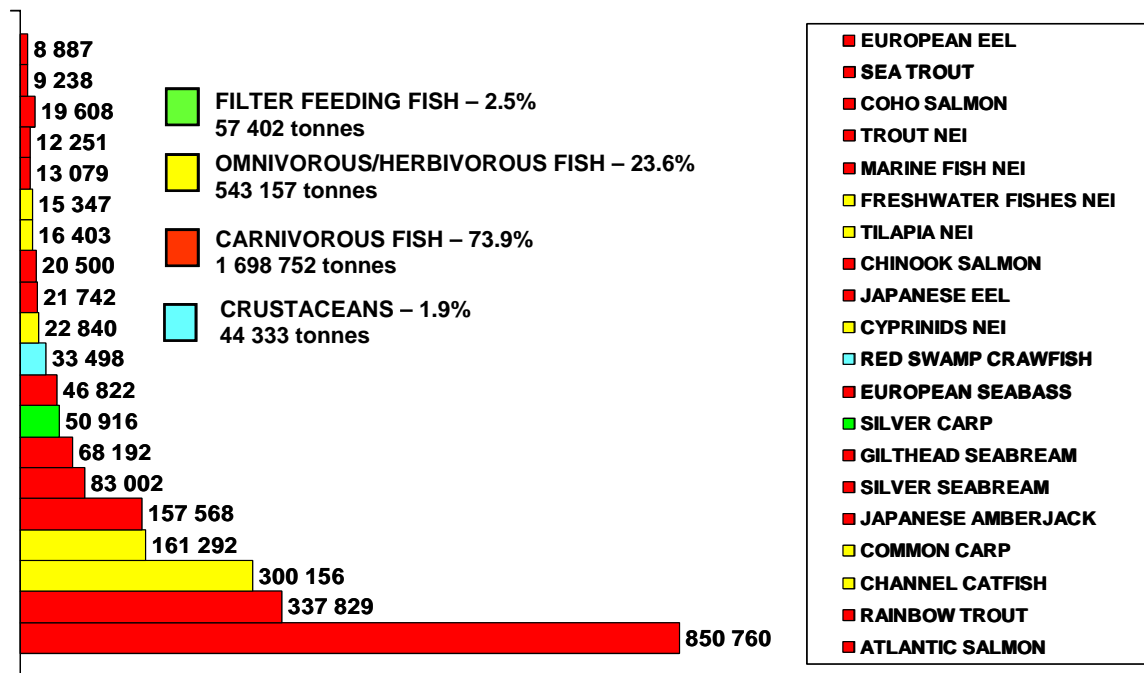 8 887
9 238
19 608
12 251
13 079
15 347
16 403
20 500
21 742
22 840
33 498
46 822
50 916
68 192
83 002
157 568
161 292
300 156
337 829
850 760
FILTER FEEDING FISH – 2.5%
57 402 tonnes
OMNIVOROUS/HERBIVOROUS FISH – 23.6%
543 157 tonnes
CARNIVOROUS FISH – 73.9%
1 698 752 tonnes
CRUSTACEANS – 1.9%
44 333 tonnes
EUROPEAN EEL
SEA TROUT
COHO SALMON
TROUT NEI
MARINE FISH NEI
FRESHWATER FISHES NEI
TILAPIA NEI
CHINOOK SALMON
JAPANESE EEL
CYPRINIDS NEI
RED SWAMP CRAWFISH
EUROPEAN SEABASS
SILVER CARP
GILTHEAD SEABREAM
SILVER SEABREAM
JAPANESE AMBERJACK
COMMON CARP
CHANNEL CATFISH
RAINBOW TROUT
ATLANTIC SALMON